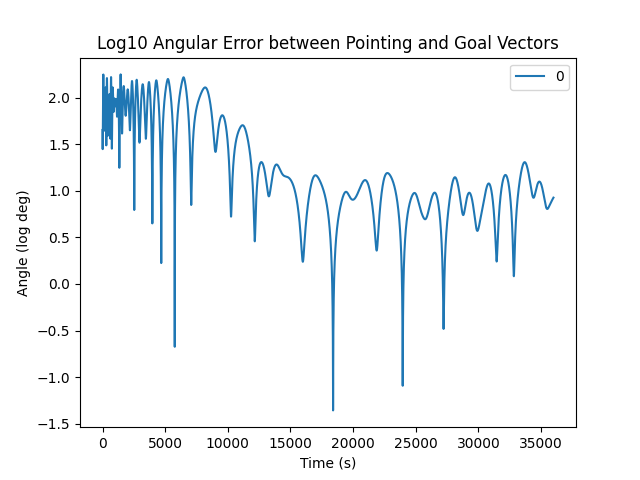 Log10 Angular Error between Pointing and Goal Vectors
0
2.0
1.5
1.0
0.5
0.0
−0.5
−1.0
−1.5
Angle (log deg)
0 5000 10000 15000 20000 25000 30000 35000
Time (s)